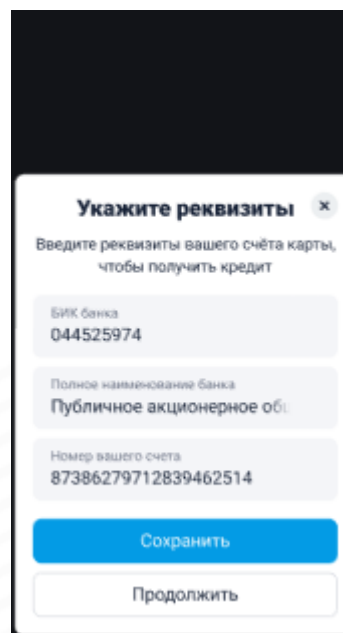 Укажите реквизиты
Введите реквизиты вашего счёта карты,
чтобы получить кредит
БИК банка
044525974
Полное наименование банка
Публичное акционерное об
Номер вашего счета
87386279712839462514
Сохранить
Продолжить